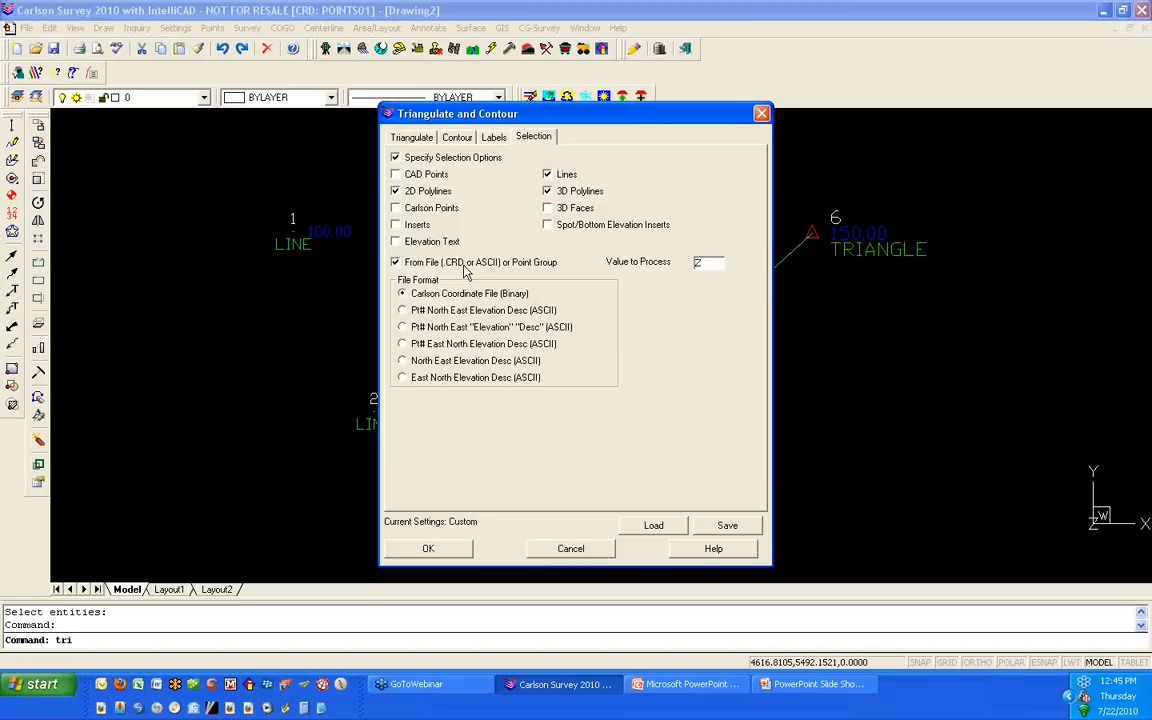 Carlson Survey 2010 with IntelliCAD - NOT FOR RESALE [CRD: POINTS01] - [Drawing2]
File Edit View Draw Inquiry Settings Points Survey COGO Centerline Area/Layout Annotate Surface GIS CG-Survey Window Help
0 BYLAYER BYLAYER
Triangulate and Contour
Triangulate Contour Labels Selection
Specify Selection Options
CAD Points Lines
2D Polylines 3D Polylines
Carlson Points 3D Faces
Inserts Spot/Bottom Elevation Inserts
Elevation Text
From File (.CRD or ASCII) or Point Group Value to Process Z
File Format
Carlson Coordinate File (Binary)
Pt# North East Elevation Desc (ASCII)
Pt# North East "Elevation" "Desc" (ASCII)
Pt# East North Elevation Desc (ASCII)
North East Elevation Desc (ASCII)
East North Elevation Desc (ASCII)
Current Settings: Custom
Load Save
OK Cancel Help
1
100.00
LINE
2
LIN
6
150.00
TRIANGLE
Y
W
Z X
Model Layout1 Layout2
Select entities:
Command:
Command: tri
4616.8105,5492.1521,0.0000 SNAP GRID ORTHO POLAR ESNAP LWT MODEL TABLET
start GoToWebinar Carlson Survey 2010 ... Microsoft PowerPoint ... PowerPoint Slide Sho...
12:45 PM
Thursday
7/22/2010